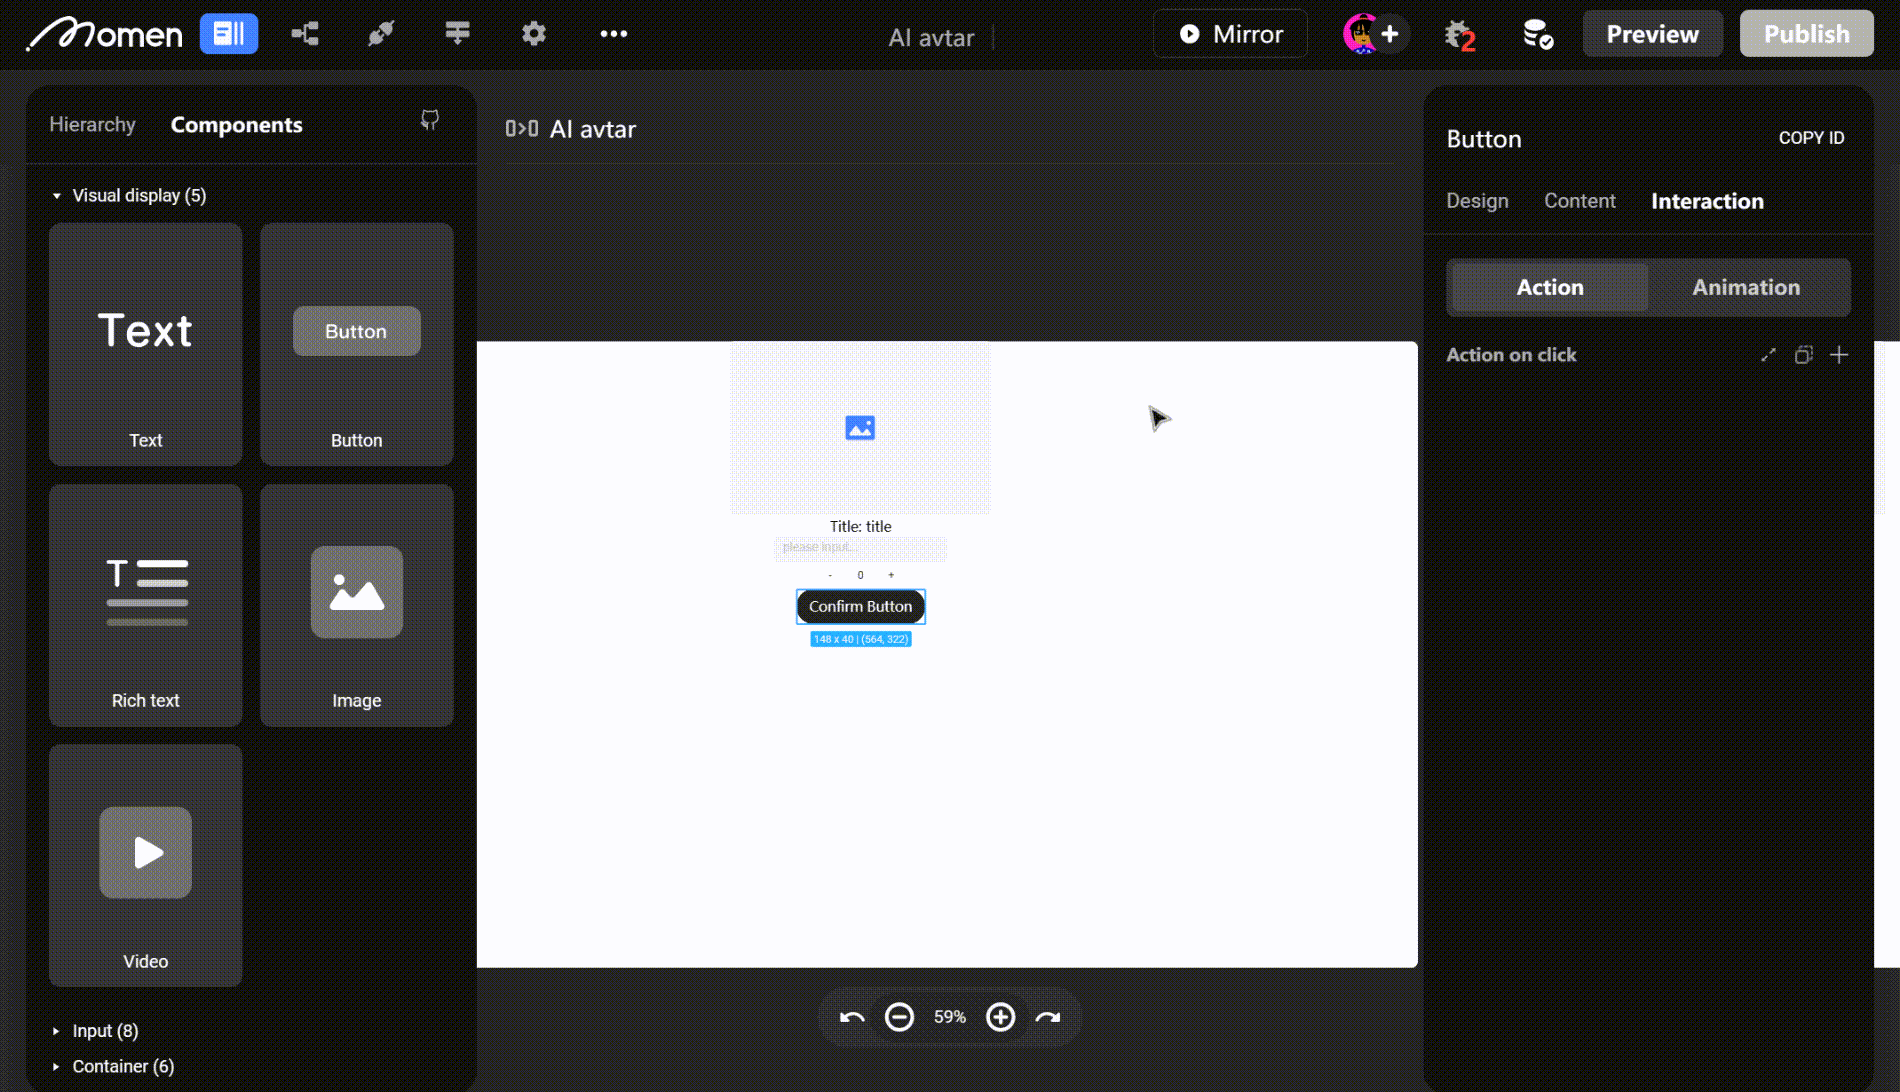 Momen
AI avtar
Mirror
2
Preview
Publish
Hierarchy
Components
Visual display (5)
Text
Text
Button
Button
Rich text
T
Image
Video
Input (8)
Container (6)
AI avtar
Title: title
please input...
- 0 +
Confirm Button
148 x 40 | (564, 322)
59%
Button
COPY ID
Design
Content
Interaction
Action
Animation
Action on click